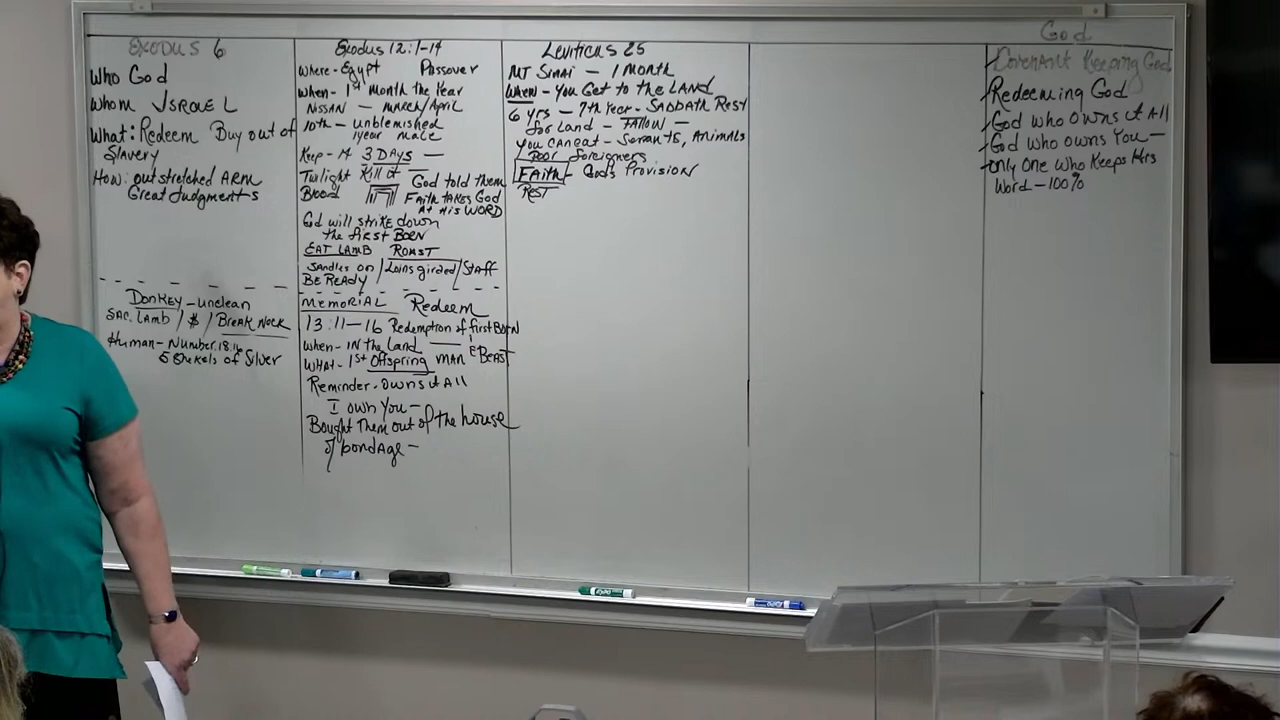 EXODUS 6
Who God
Whom ISRAEL
What: Redeem Buy out of
Slavery
How: outstretched ARM
Great Judgments
Donkey - unclean
SAC. Lamb / $ / Break Neck
Human - Number 18:16
5 Shekels of Silver
Exodus 12:1-14
Where - Egypt Passover
When - 1st Month the Year
NISSAN - MARCH/April
10th - unblemished
1year male
Keep - 3 DAYS -
Twilight Kill it
Blood God told them
FAITH TAKES God
At His WORD
God will strike down
the first BORN
EAT LAMB ROAST
Sandles on / Loins girded / Staff
BE READY
MEMORIAL Redeem
13:11-16 Redemption of first BORN
When - IN the Land
WHAT - 1st Offspring MAN & BEAST
Reminder - Owns it All
I own You -
Bought Them out of the house
of bondage -
Leviticus 25
MT SINAI - 1 MONTH
When - You Get to the LAND
6 yrs - 7th Year - SABBATH Rest
for Land - FALLOW -
You can eat - Servants, Animals
Poor foreigners
FAITH - God's Provision
Rest
God
Covenant Keeping God
Redeeming God
God who owns it All
God who owns You -
only One Who Keeps His
Word - 100%
EXPO